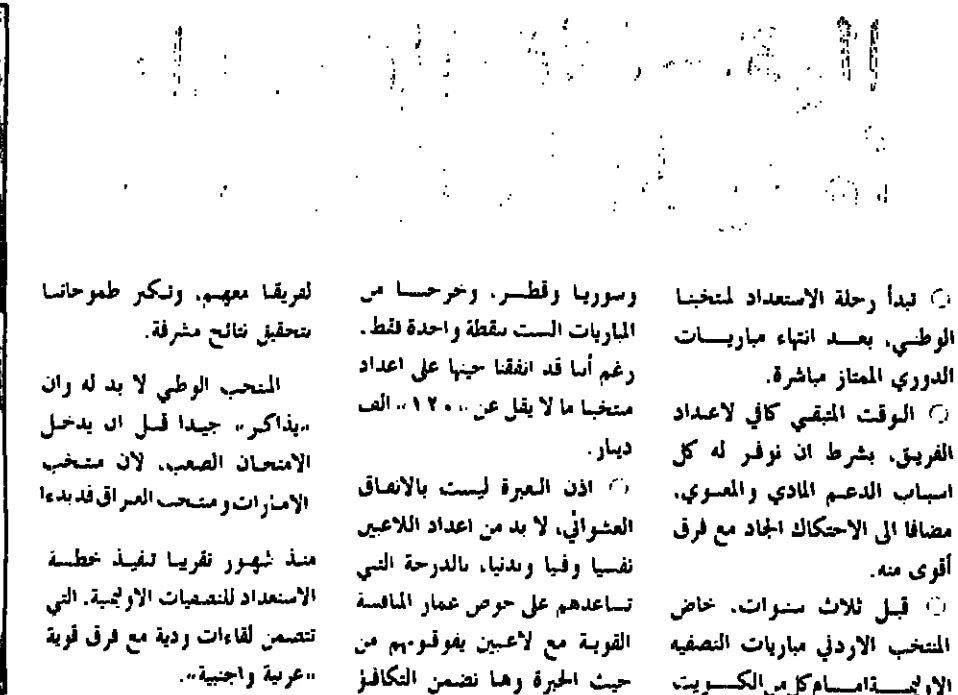 تبدأ رحلة الاستعداد لمنتخبنا
الوطني، بعد انتهاء مباريات
الدوري الممتاز مباشرة.
الوقت المتبقي كافي لاعداد
الفريق، بشرط ان نوفر له كل
اسباب الدعم المادي والمعنوي،
مضافا الى الاحتكاك الجاد مع فرق
أقوى منه.
قبل ثلاث سنوات، خاض
المنتخب الاردني مباريات التصفيه
الاولمبية امام كل من الكويت
وسوريا وقطر، وخرجنا من
المباريات الست بنقطة واحدة فقط.
رغم أننا قد انفقنا حينها على اعداد
منتخبنا ما لا يقل عن «١٢٠» الف
دينار.
اذن العبرة ليست بالانفاق
العشوائي، لا بد من اعداد اللاعبين
نفسيا وفنيا وبدنيا، بالدرجة التي
تساعدهم على خوض غمار المنافسة
القوية مع لاعبين يفوقونهم من
حيث الخبرة وهنا نضمن التكافؤ
لفريقنا معهم، وتكبر طموحاتنا
بتحقيق نتائج مشرفة.
المنتخب الوطني لا بد له وان
«يذاكر» جيدا قبل ان يدخل
الامتحان الصعب، لان منتخب
الامارات ومنتخب العراق قد بدءا
منذ شهور تقريبا تنفيذ خطة
الاستعداد للتصفيات الاولمبية، التي
تتضمن لقاءات ودية مع فرق قوية
«عربية واجنبية».